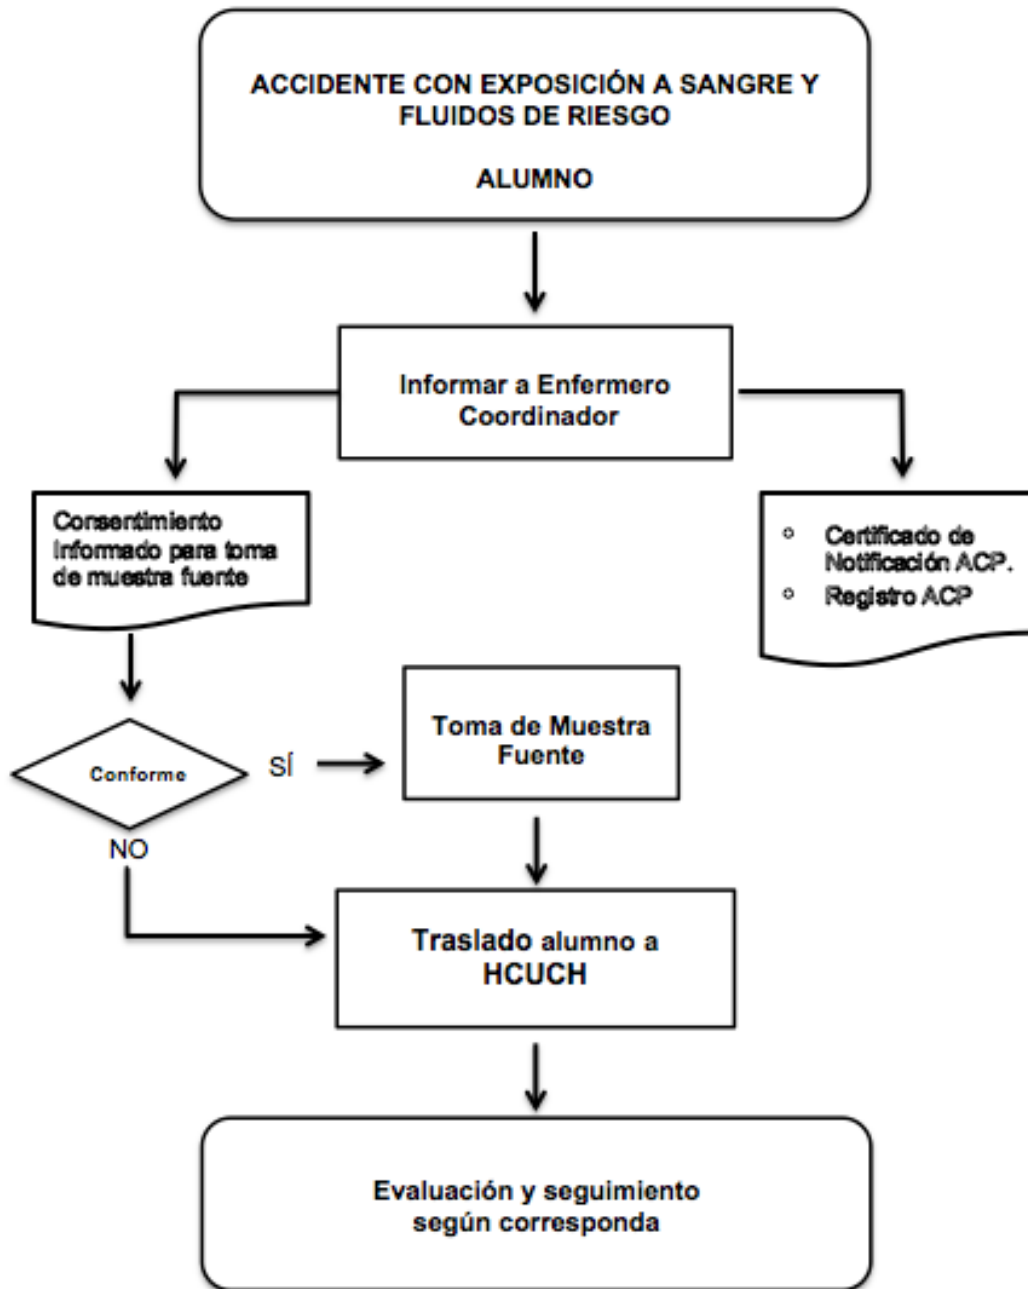 ACCIDENTE CON EXPOSICIÓN A SANGRE Y
FLUIDOS DE RIESGO
ALUMNO
Informar a Enfermero
Coordinador
Consentimiento
Informado para toma
de muestra fuente
Certificado de
Notificación ACP.
Registro ACP
Toma de Muestra
Fuente
Conforme
SÍ
NO
Traslado alumno a
HCUCH
Evaluación y seguimiento
según corresponda